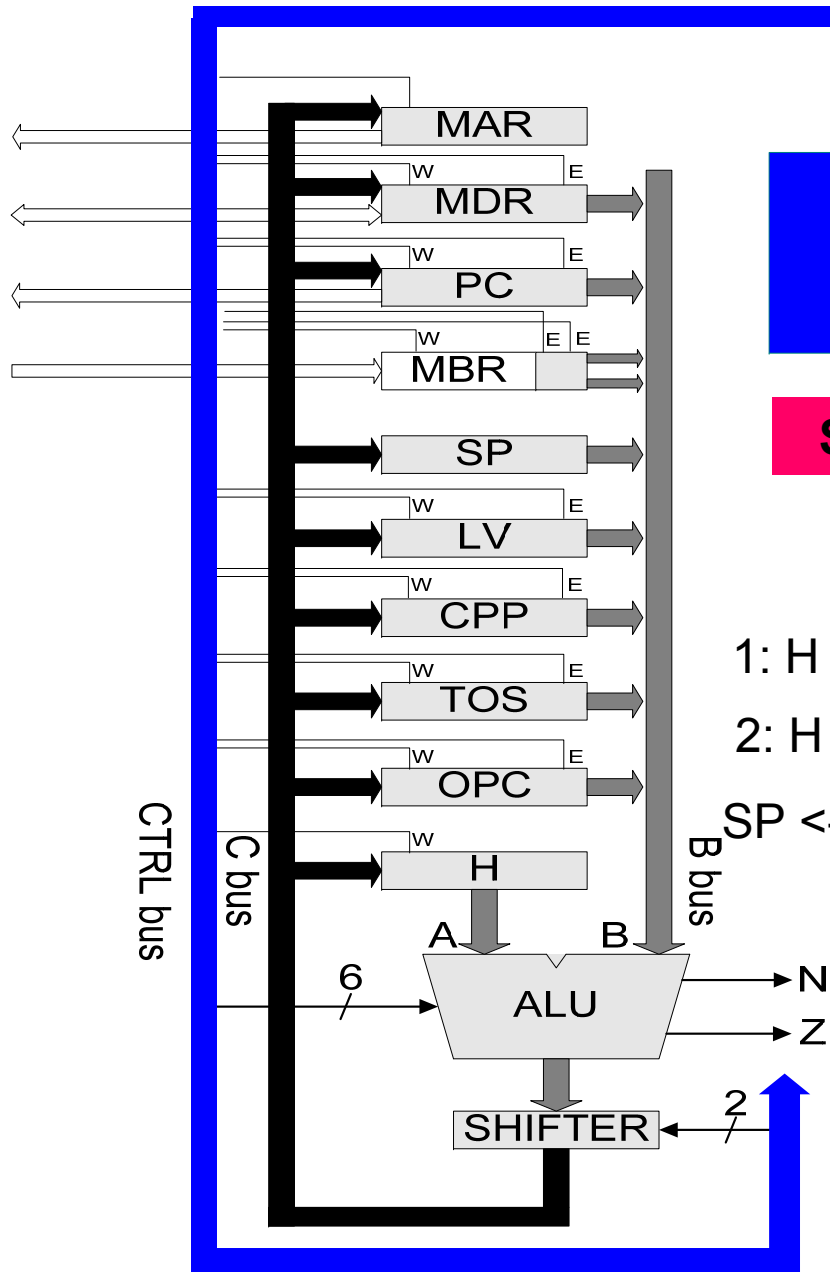 MAR
W E
MDR
W E
PC
W E E
MBR
SP
W E
LV
W E
CPP
W E
TOS
W E
OPC
W
H
CTRL bus
C bus
B bus
A B
6
ALU
N
Z
SHIFTER
2
S
1: H
2: H
SP <